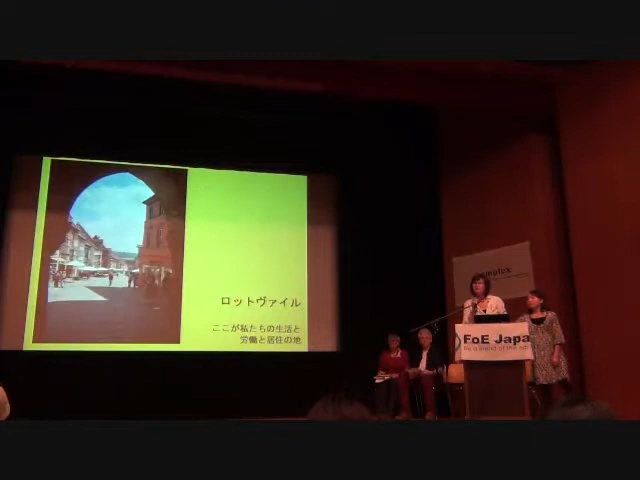 ロットヴァイル
ここが私たちの生活と
労働と居住の地
mplex
FoE Japa